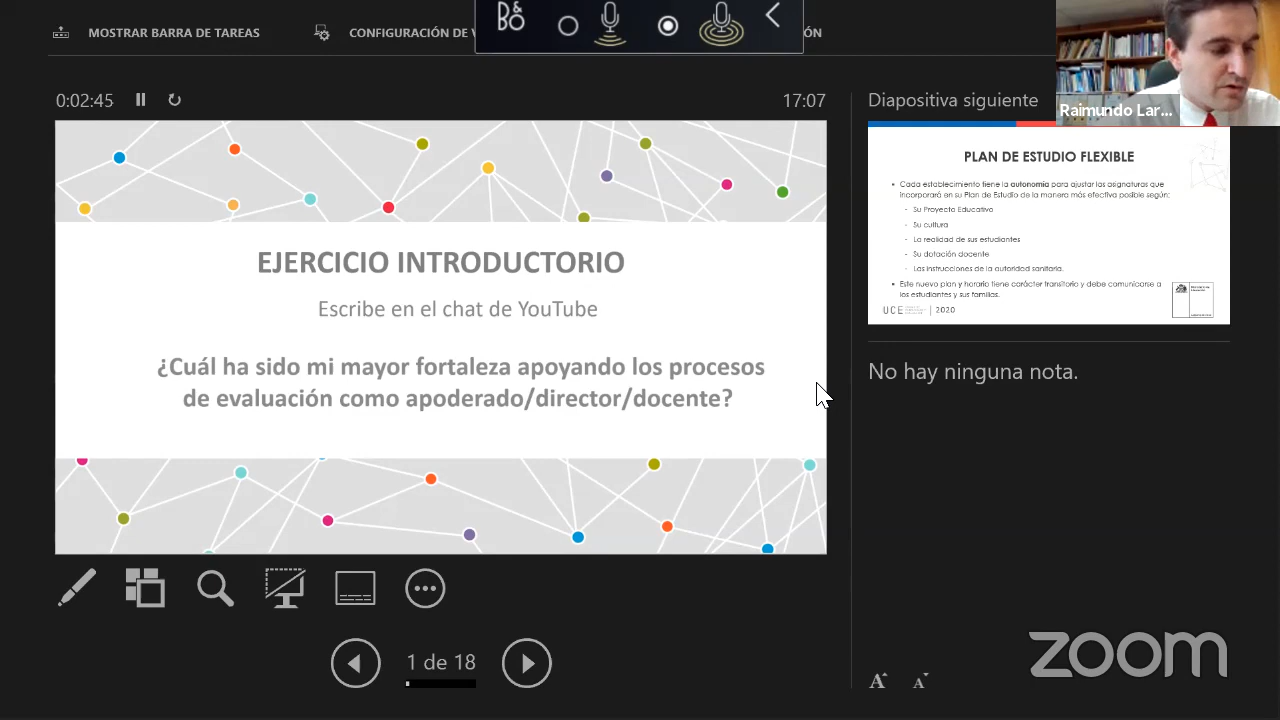 MOSTRAR BARRA DE TAREAS
CONFIGURACIÓN DE
ÓN
Raimundo Lar...
0:02:45
17:07
Diapositiva siguiente
EJERCICIO INTRODUCTORIO
Escribe en el chat de YouTube
¿Cuál ha sido mi mayor fortaleza apoyando los procesos
de evaluación como apoderado/director/docente?
PLAN DE ESTUDIO FLEXIBLE
Cada establecimiento tiene la autonomía para ajustar las asignaturas que
incorporará en su Plan de Estudio de la manera más efectiva posible según:
- Su Proyecto Educativo
- Su cultura
- La realidad de sus estudiantes
- Su dotación docente
- Las instrucciones de la autoridad sanitaria.
Este nuevo plan y horario tiene carácter transitorio y debe comunicarse a
los estudiantes y sus familias.
UCE
2020
No hay ninguna nota.
1 de 18
A A
zoom